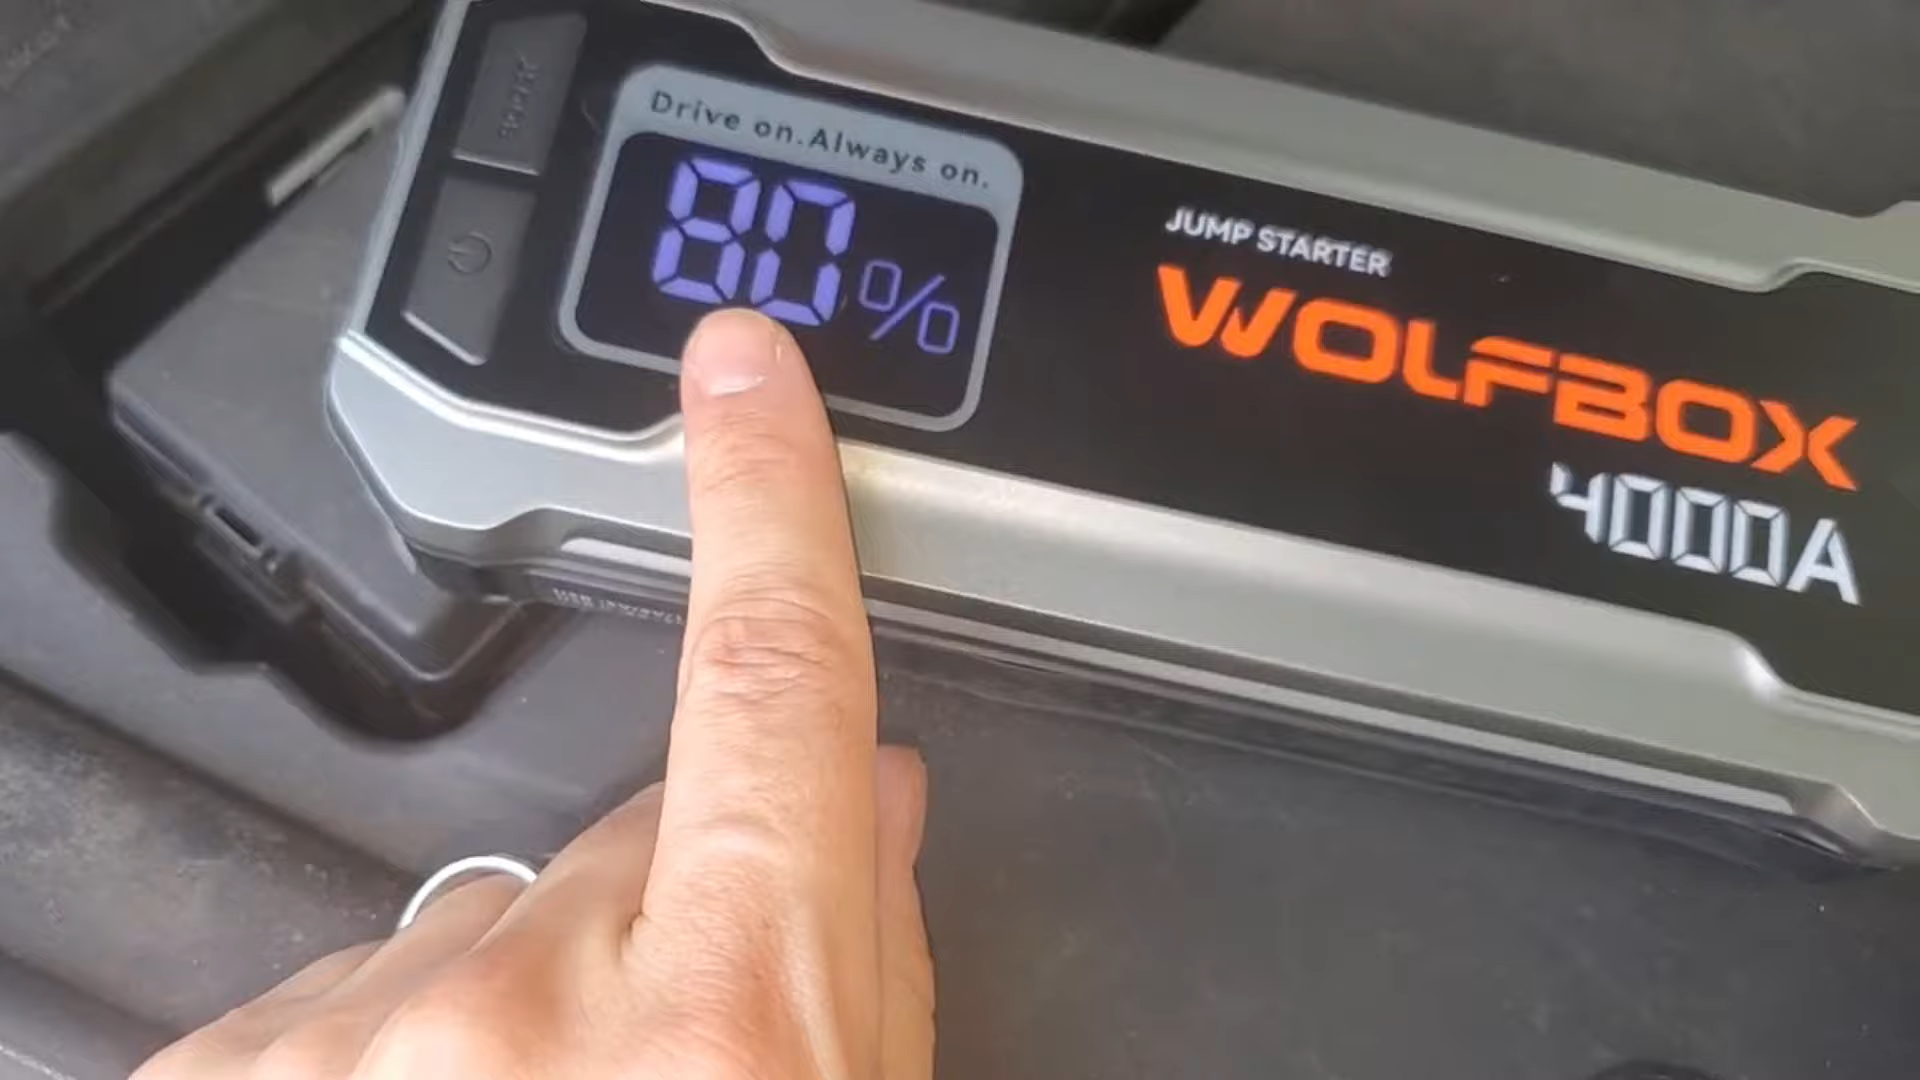 Drive on.Always on.
80%
JUMP STARTER
WOLFBOX
4000A